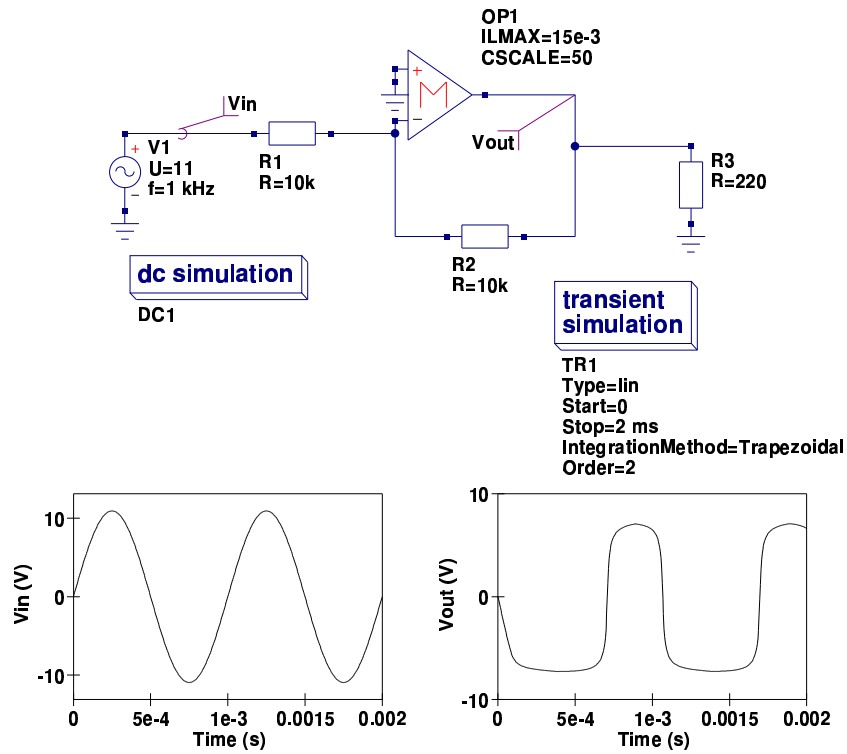 OP1
ILMAX=15e-3
CSCALE=50
+
M
−
Vin
Vout
+
V1
U=11
f=1 kHz
−
R1
R=10k
R3
R=220
R2
R=10k
dc simulation
DC1
transient
simulation
TR1
Type=lin
Start=0
Stop=2 ms
IntegrationMethod=Trapezoidal
Order=2
Vin (V)
10
0
-10
0 5e-4 1e-3 0.0015 0.002
Time (s)
Vout (V)
10
0
-10
0 5e-4 1e-3 0.0015 0.002
Time (s)